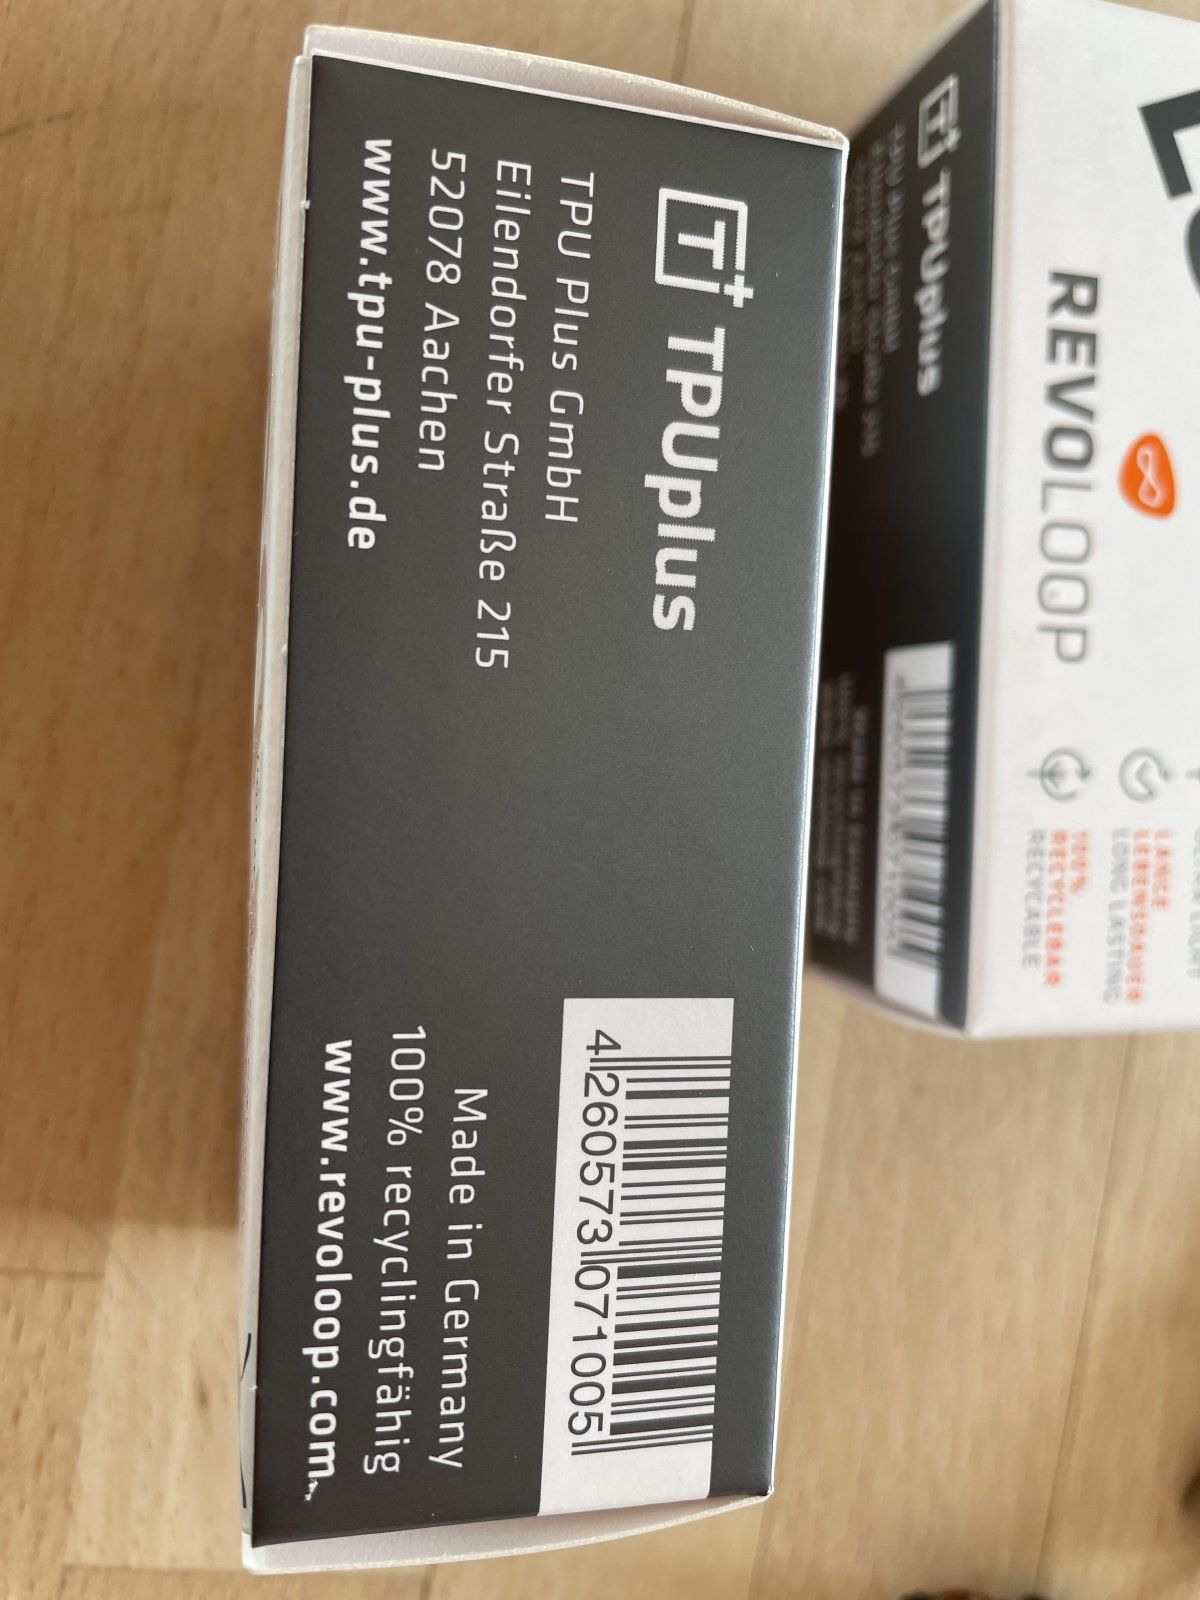 TPUplus
TPU Plus GmbH
Eilendorfer Straße 215
52078 Aachen
www.tpu-plus.de
4260573071005
Made in Germany
100% recyclingfähig
www.revoloop.com
TPUplus
REVOLOOP
LANGE
LEBENSDAUER
LONG LASTING
100%
RECYCLEBAR
RECYCLABLE